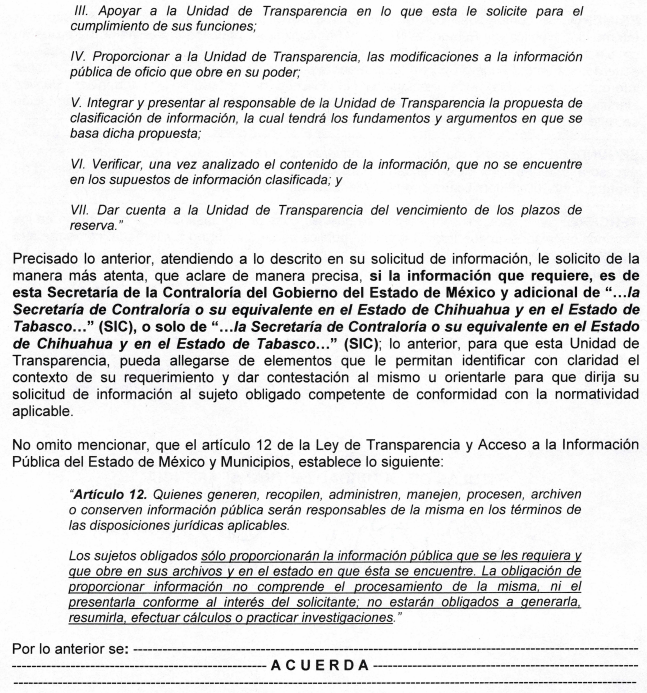 III. Apoyar a la Unidad de Transparencia en lo que esta le solicite para el
cumplimiento de sus funciones;
IV. Proporcionar a la Unidad de Transparencia, las modificaciones a la información
pública de oficio que obre en su poder;
V. Integrar y presentar al responsable de la Unidad de Transparencia la propuesta de
clasificación de información, la cual tendrá los fundamentos y argumentos en que se
basa dicha propuesta;
VI. Verificar, una vez analizado el contenido de la información, que no se encuentre
en los supuestos de información clasificada; y
VII. Dar cuenta a la Unidad de Transparencia del vencimiento de los plazos de
reserva."
Precisado lo anterior, atendiendo a lo descrito en su solicitud de información, le solicito de la
manera más atenta, que aclare de manera precisa, si la información que requiere, es de
esta Secretaría de la Contraloría del Gobierno del Estado de México y adicional de “...la
Secretaría de Contraloría o su equivalente en el Estado de Chihuahua y en el Estado de
Tabasco...” (SIC), o solo de “...la Secretaría de Contraloría o su equivalente en el Estado
de Chihuahua y en el Estado de Tabasco...” (SIC); lo anterior, para que esta Unidad de
Transparencia, pueda allegarse de elementos que le permitan identificar con claridad el
contexto de su requerimiento y dar contestación al mismo u orientarle para que dirija su
solicitud de información al sujeto obligado competente de conformidad con la normatividad
aplicable.
No omito mencionar, que el artículo 12 de la Ley de Transparencia y Acceso a la Información
Pública del Estado de México y Municipios, establece lo siguiente:
“Artículo 12. Quienes generen, recopilen, administren, manejen, procesen, archiven
o conserven información pública serán responsables de la misma en los términos de
las disposiciones jurídicas aplicables.
Los sujetos obligados sólo proporcionarán la información pública que se les requiera y
que obre en sus archivos y en el estado en que ésta se encuentre. La obligación de
proporcionar información no comprende el procesamiento de la misma, ni el
presentarla conforme al interés del solicitante; no estarán obligados a generarla,
resumirla, efectuar cálculos o practicar investigaciones.”
Por lo anterior se: ------------------------------------------------------------
------------------------------ A C U E R D A ------------------------------
------------------------------------------------------------------------